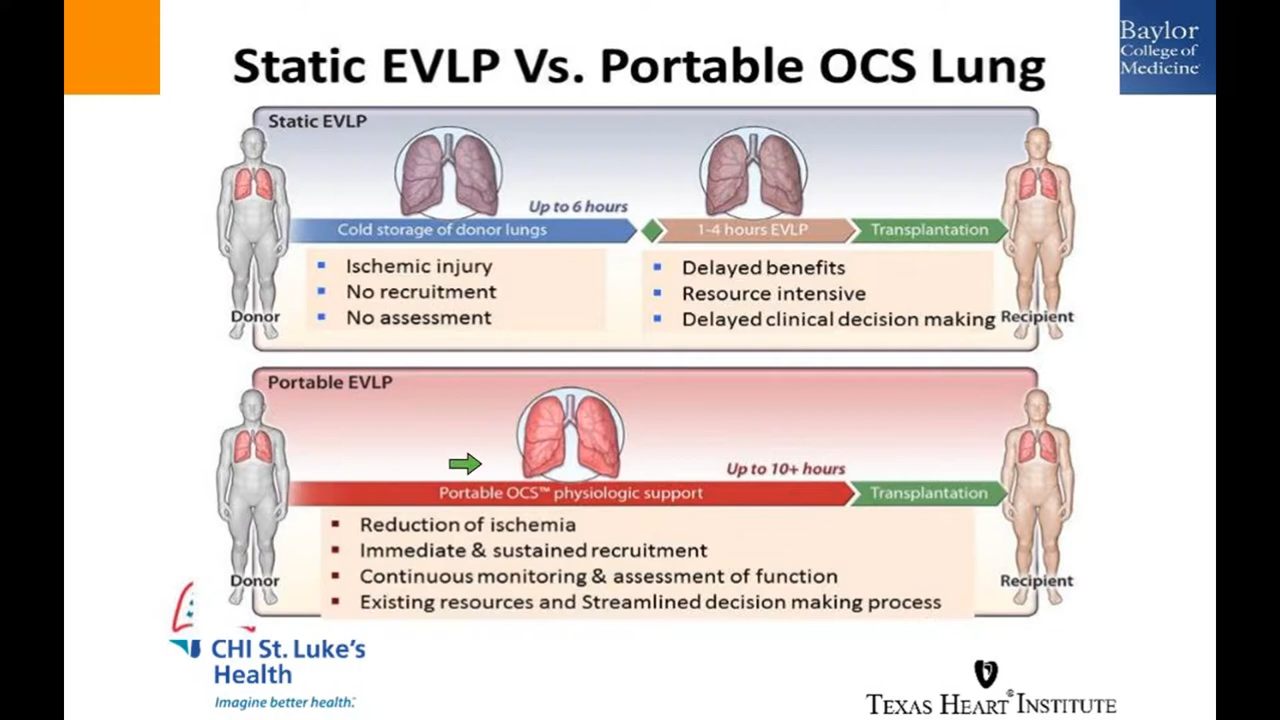 Static EVLP Vs. Portable OCS Lung
Baylor
College of
Medicine
Static EVLP
Up to 6 hours
Cold storage of donor lungs
1-4 hours EVLP
Transplantation
Ischemic injury
No recruitment
No assessment
Delayed benefits
Resource intensive
Delayed clinical decision making
Donor
Recipient
Portable EVLP
Up to 10+ hours
Portable OCS™ physiologic support
Transplantation
Reduction of ischemia
Immediate & sustained recruitment
Continuous monitoring & assessment of function
Existing resources and Streamlined decision making process
Donor
Recipient
CHI St. Luke's
Health
Imagine better health.
TEXAS HEART® INSTITUTE